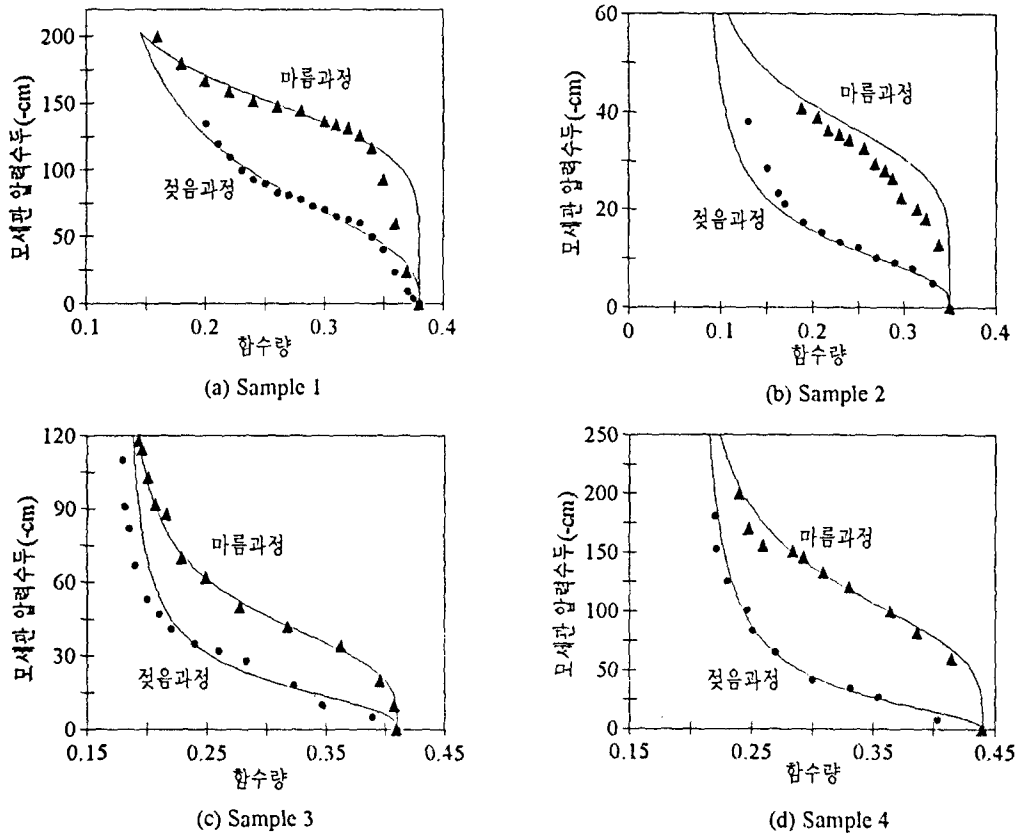 모세관 압력수두(-cm)
200
150
100
50
0
0.1
0.2
0.3
0.4
마름과정
젖음과정
함수량
(a) Sample 1
모세관 압력수두(-cm)
60
40
20
0
0
0.1
0.2
0.3
0.4
마름과정
젖음과정
함수량
(b) Sample 2
모세관 압력수두(-cm)
120
90
60
30
0
0.15
0.25
0.35
0.45
마름과정
젖음과정
함수량
(c) Sample 3
모세관 압력수두(-cm)
250
200
150
100
50
0
0.15
0.25
0.35
0.45
마름과정
젖음과정
함수량
(d) Sample 4